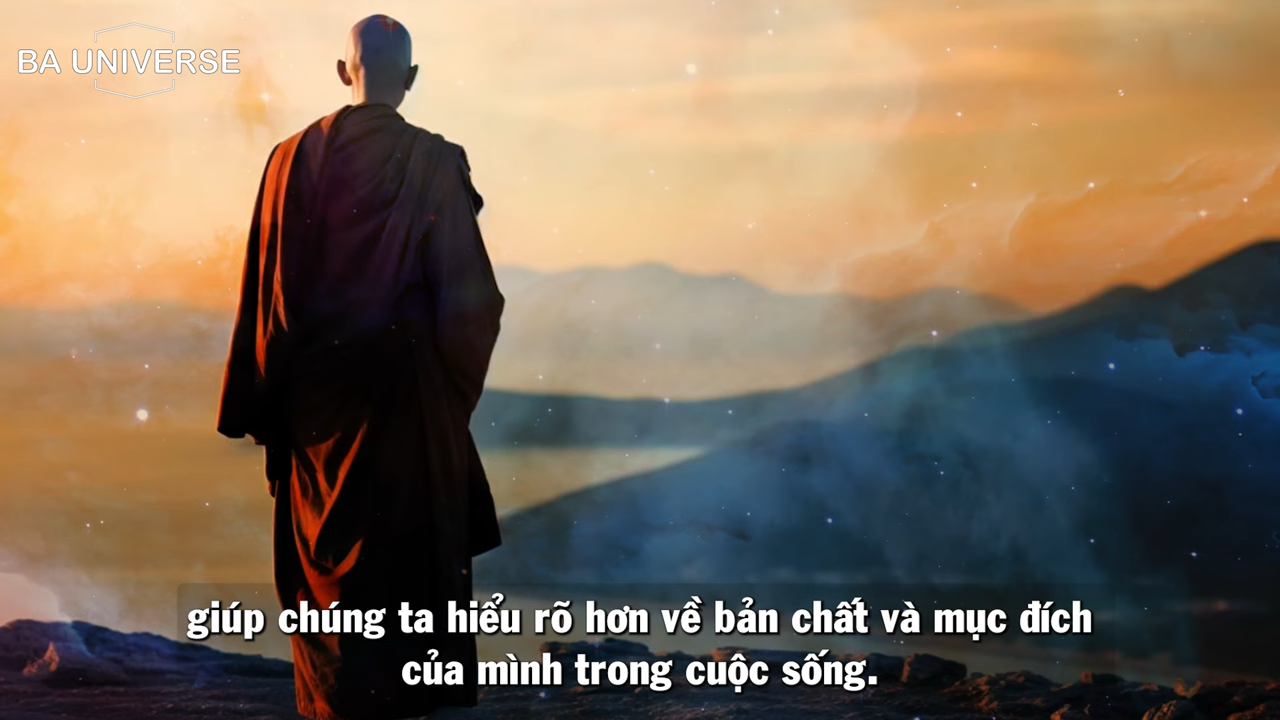 BA UNIVERSE
giúp chúng ta hiểu rõ hơn về bản chất và mục đích
của mình trong cuộc sống.